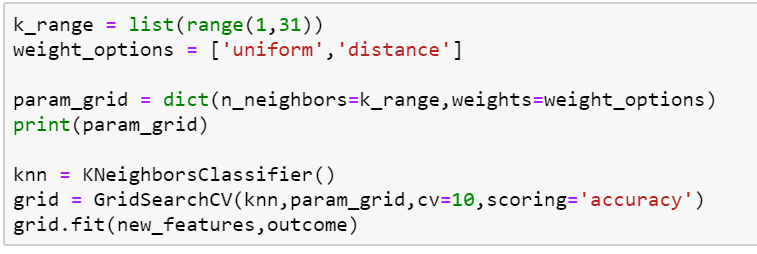 k_range = list(range(1,31))
weight_options = ['uniform','distance']
param_grid = dict(n_neighbors=k_range,weights=weight_options)
print(param_grid)
knn = KNeighborsClassifier()
grid = GridSearchCV(knn,param_grid,cv=10,scoring='accuracy')
grid.fit(new_features,outcome)